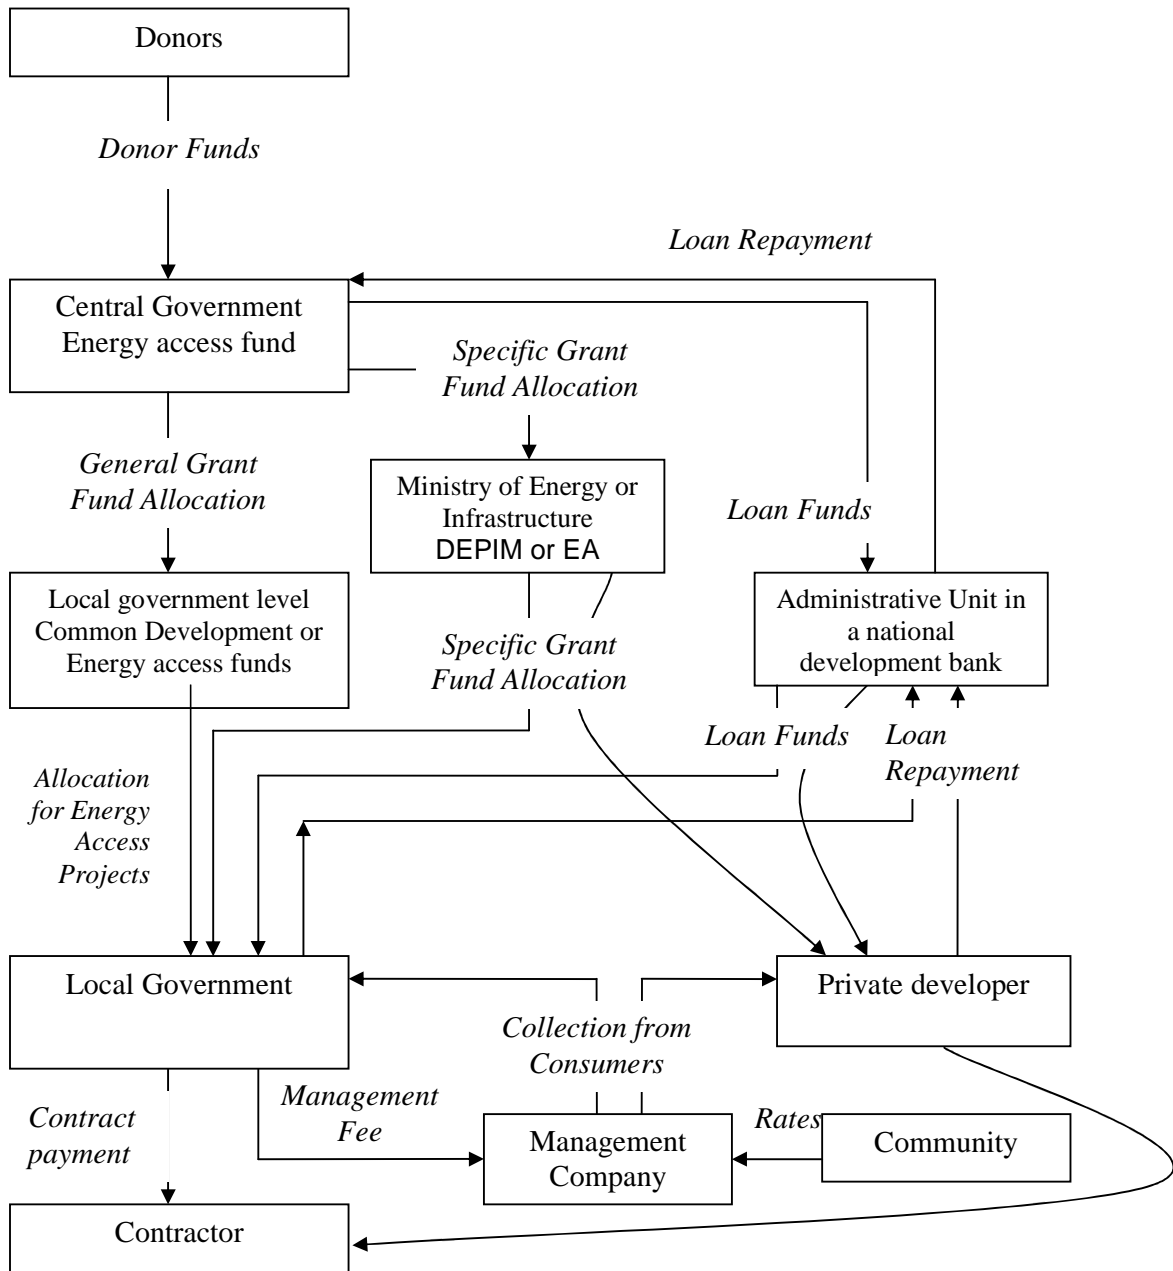 Donors
Donor Funds
Loan Repayment
Central Government
Energy access fund
Specific Grant
Fund Allocation
General Grant
Fund Allocation
Ministry of Energy or
Infrastructure
DEPIM or EA
Loan Funds
Local government level
Common Development or
Energy access funds
Administrative Unit in
a national
development bank
Specific Grant
Fund Allocation
Loan Funds
Loan
Repayment
Allocation
for Energy
Access
Projects
Local Government
Private developer
Collection from
Consumers
Management
Fee
Contract
payment
Management
Company
Rates
Community
Contractor